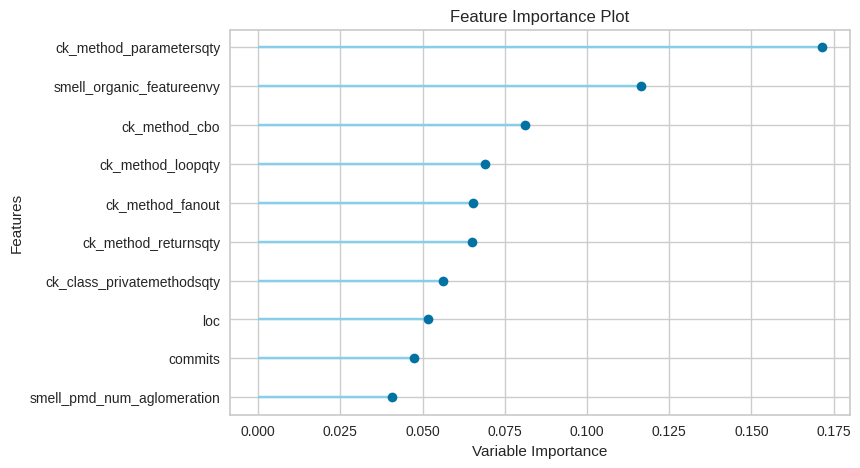 Feature Importance Plot
ck_method_parametersqty
smell_organic_featureenvy
ck_method_cbo
ck_method_loopqty
ck_method_fanout
ck_method_returnsqty
ck_class_privatemethodsqty
loc
commits
smell_pmd_num_aglomeration
Features
0.000 0.025 0.050 0.075 0.100 0.125 0.150 0.175
Variable Importance